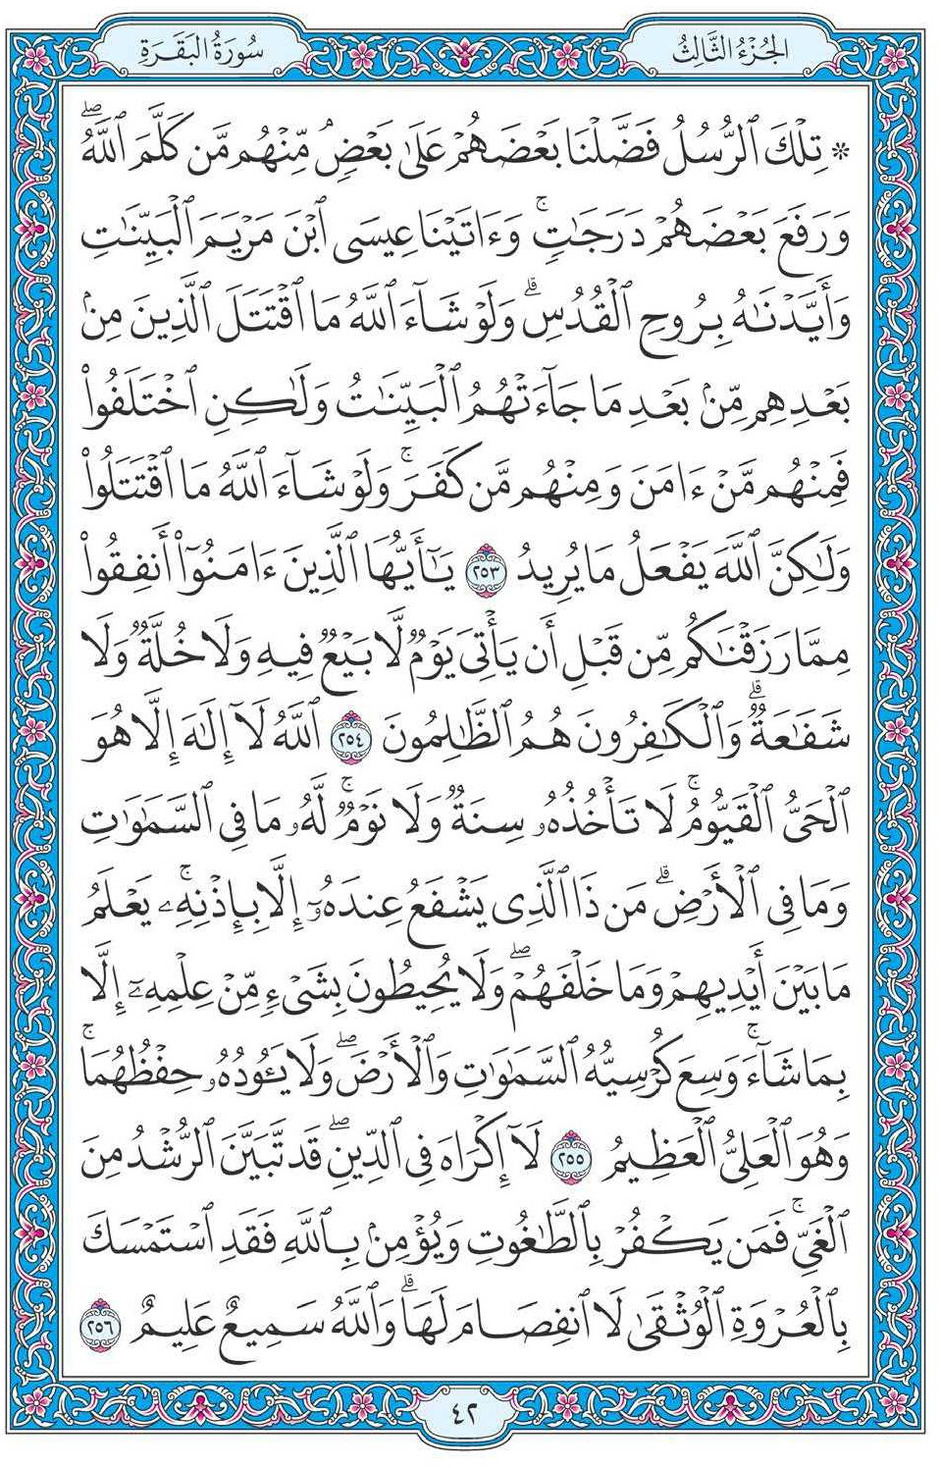 الجُزْءُ الثَّالِثُ
سُورَةُ البَقَرَةِ
۞ تِلْكَ ٱلرُّسُلُ فَضَّلْنَا بَعْضَهُمْ عَلَىٰ بَعْضٖۘ مِّنْهُم مَّن كَلَّمَ ٱللَّهُۖ
وَرَفَعَ بَعْضَهُمْ دَرَجَٰتٖۚ وَءَاتَيْنَا عِيسَى ٱبْنَ مَرْيَمَ ٱلْبَيِّنَٰتِ
وَأَيَّدْنَٰهُ بِرُوحِ ٱلْقُدُسِۗ وَلَوْ شَآءَ ٱللَّهُ مَا ٱقْتَتَلَ ٱلَّذِينَ مِنۢ
بَعْدِهِم مِّنۢ بَعْدِ مَا جَآءَتْهُمُ ٱلْبَيِّنَٰتُ وَلَٰكِنِ ٱخْتَلَفُوا۟
فَمِنْهُم مَّنْ ءَامَنَ وَمِنْهُم مَّن كَفَرَۚ وَلَوْ شَآءَ ٱللَّهُ مَا ٱقْتَتَلُوا۟
وَلَٰكِنَّ ٱللَّهَ يَفْعَلُ مَا يُرِيدُ ٢٥٣ يَٰٓأَيُّهَا ٱلَّذِينَ ءَامَنُوٓا۟ أَنفِقُوا۟
مِمَّا رَزَقْنَٰكُم مِّن قَبْلِ أَن يَأْتِىَ يَوْمٞ لَّا بَيْعٞ فِيهِ وَلَا خُلَّةٞ وَلَا
شَفَٰعَةٞۗ وَٱلْكَٰفِرُونَ هُمُ ٱلظَّٰلِمُونَ ٢٥٤ ٱللَّهُ لَآ إِلَٰهَ إِلَّا هُوَ
ٱلْحَىُّ ٱلْقَيُّومُۚ لَا تَأْخُذُهُۥ سِنَةٞ وَلَا نَوْمٞۚ لَّهُۥ مَا فِى ٱلسَّمَٰوَٰتِ
وَمَا فِى ٱلْأَرْضِۗ مَن ذَا ٱلَّذِى يَشْفَعُ عِندَهُۥٓ إِلَّا بِإِذْنِهِۦۚ يَعْلَمُ
مَا بَيْنَ أَيْدِيهِمْ وَمَا خَلْفَهُمْۖ وَلَا يُحِيطُونَ بِشَىْءٖ مِّنْ عِلْمِهِۦٓ إِلَّا
بِمَا شَآءَۚ وَسِعَ كُرْسِيُّهُ ٱلسَّمَٰوَٰتِ وَٱلْأَرْضَۖ وَلَا يَـُٔودُهُۥ حِفْظُهُمَاۚ
وَهُوَ ٱلْعَلِىُّ ٱلْعَظِيمُ ٢٥٥ لَآ إِكْرَاهَ فِى ٱلدِّينِۖ قَد تَّبَيَّنَ ٱلرُّشْدُ مِنَ
ٱلْغَىِّۚ فَمَن يَكْفُرْ بِٱلطَّٰغُوتِ وَيُؤْمِنۢ بِٱللَّهِ فَقَدِ ٱسْتَمْسَكَ
بِٱلْعُرْوَةِ ٱلْوُثْقَىٰ لَا ٱنفِصَامَ لَهَاۗ وَٱللَّهُ سَمِيعٌ عَلِيمٌ ٢٥٦
٤٢